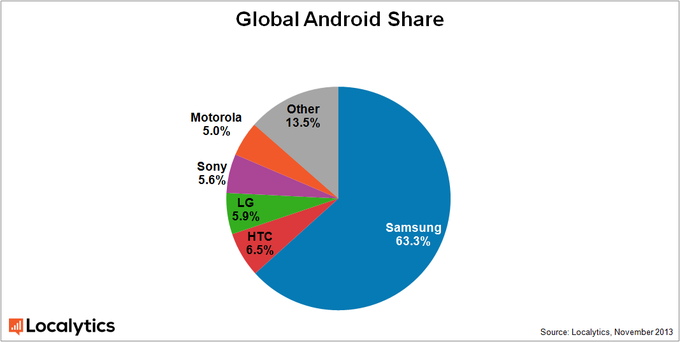 Global Android Share
Other
13.5%
Motorola
5.0%
Sony
5.6%
LG
5.9%
HTC
6.5%
Samsung
63.3%
Localytics
Source: Localytics, November 2013